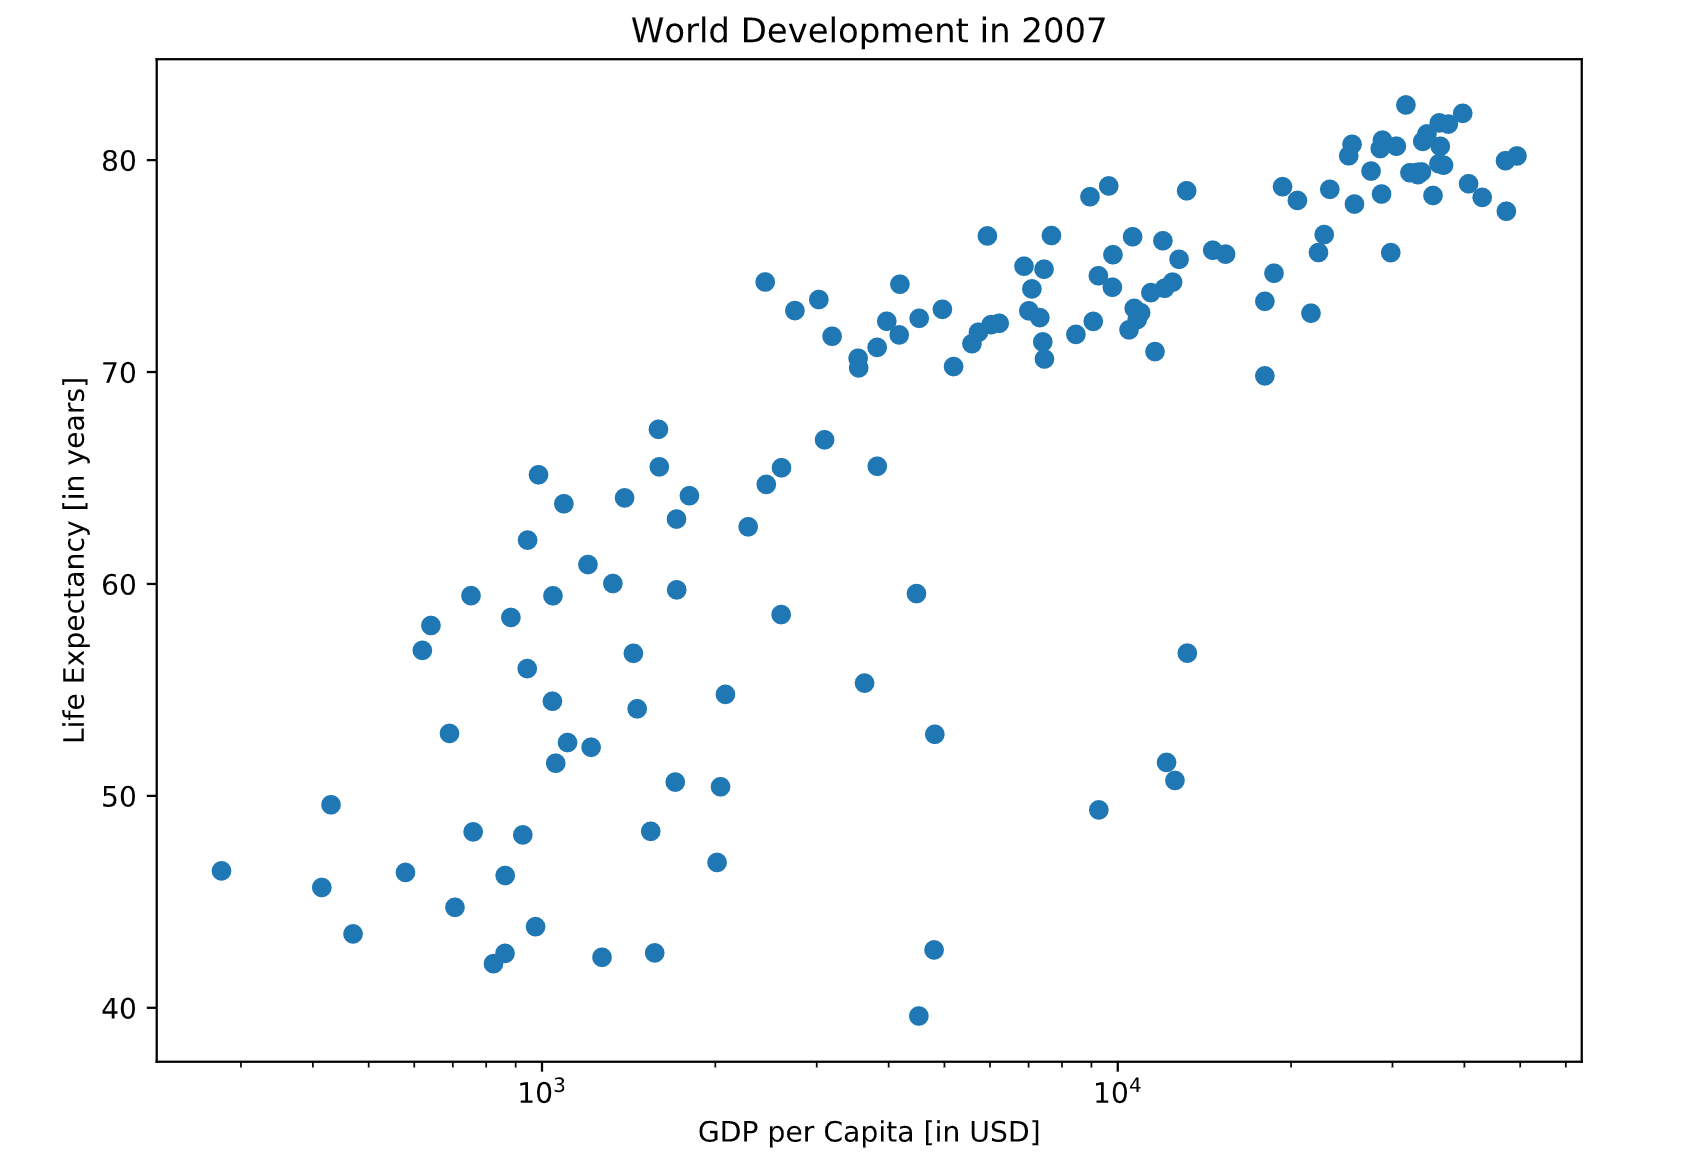 World Development in 2007
Life Expectancy [in years]
80
70
60
50
40
10³
10⁴
GDP per Capita [in USD]